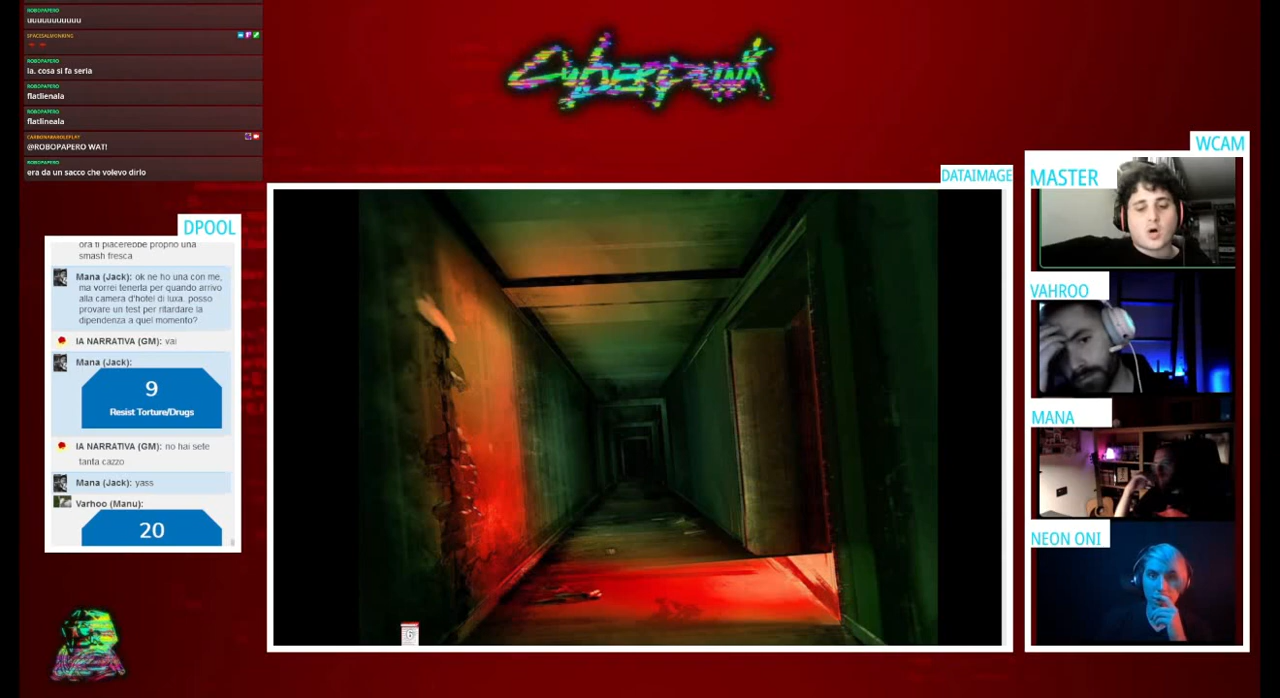 ROBOPAPERO
uuuuuuuuuuu
SPACESALMONKING
ROBOPAPERO
la. cosa si fa seria
ROBOPAPERO
flatlienala
ROBOPAPERO
flatlineala
@ROBOPAPERO WAT!
ROBOPAPERO
era da un sacco che volevo dirlo
Cyberpunk
DPOOL
ora ti piacerebbe proprio una
smash fresca
Mana (Jack): ok ne ho una con me,
ma vorrei tenerla per quando arrivo
alla camera d'hotel di luxa. posso
provare un test per ritardare la
dipendenza a quel momento?
IA NARRATIVA (GM): vai
Mana (Jack):
9
Resist Torture/Drugs
IA NARRATIVA (GM): no hai sete
tanta cazzo
Mana (Jack): yass
Varhoo (Manu):
20
DATAIMAGE
WCAM
MASTER
VAHROO
MANA
NEON ONI